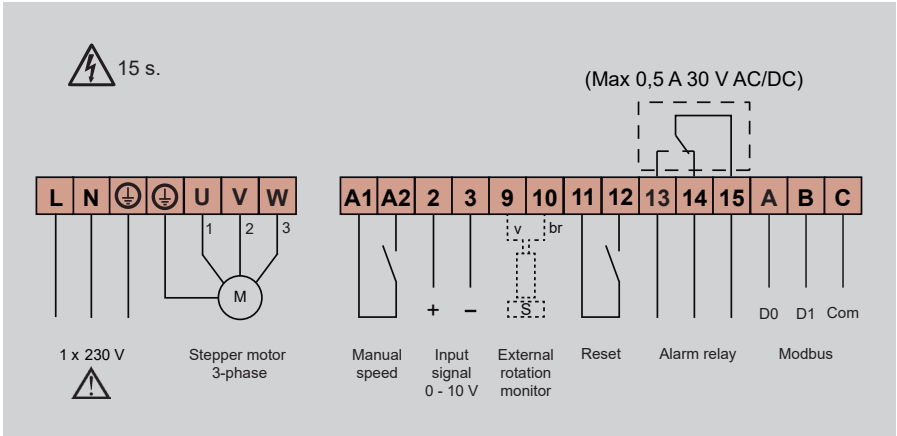 15 s.
(Max 0,5 A 30 V AC/DC)
L N U V W A1 A2 2 3 9 10 11 12 13 14 15 A B C
1 2 3 v br
M
S
+ – D0 D1 Com
1 x 230 V
Stepper motor
3-phase
Manual
speed
Input
signal
0 - 10 V
External
rotation
monitor
Reset
Alarm relay
Modbus